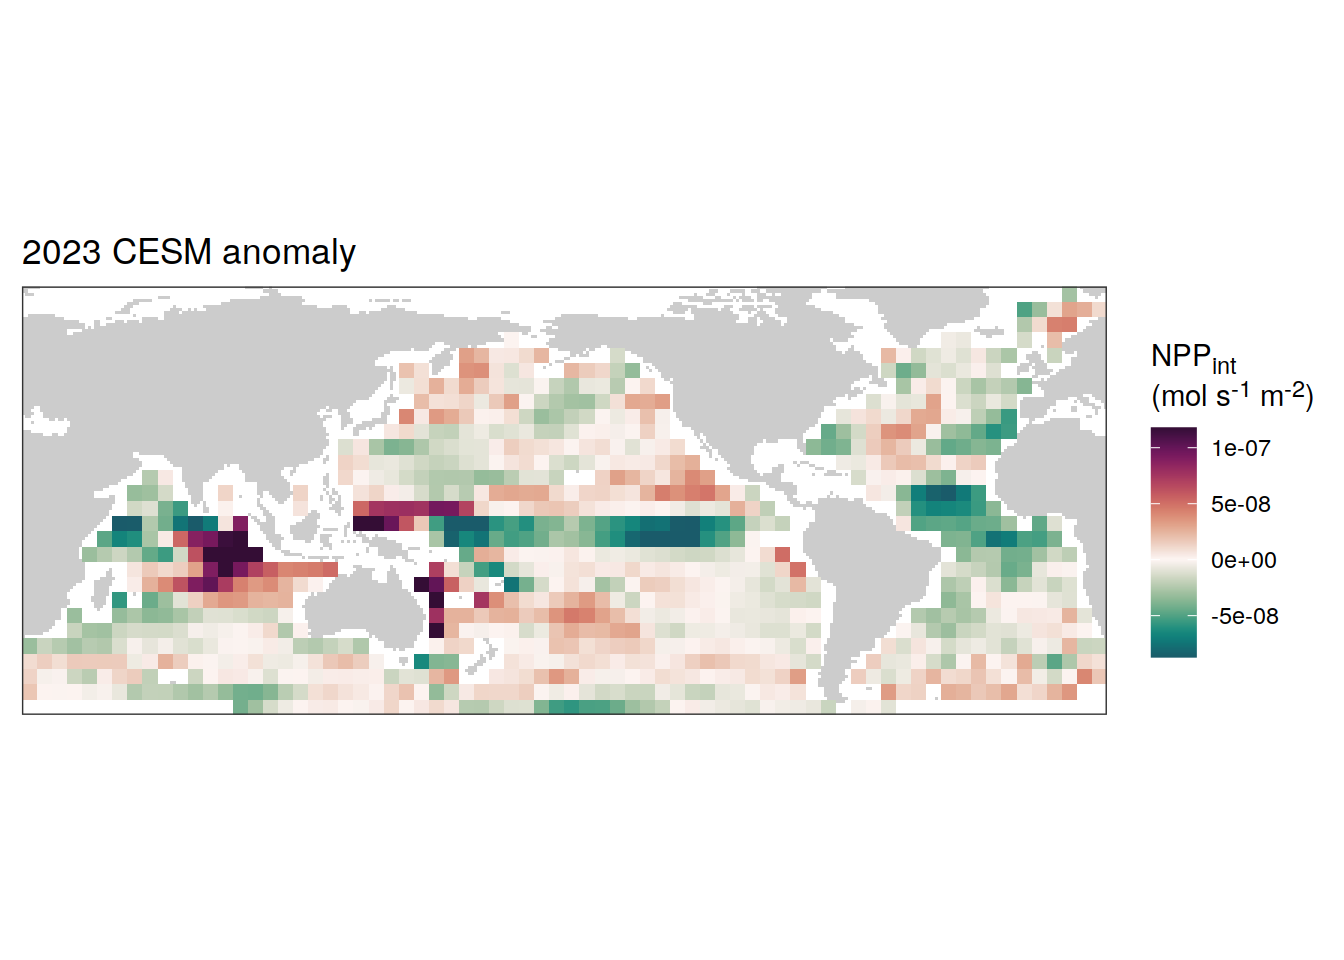 2023 CESM anomaly
NPPint
(mol s-1 m-2)
1e-07
5e-08
0e+00
-5e-08